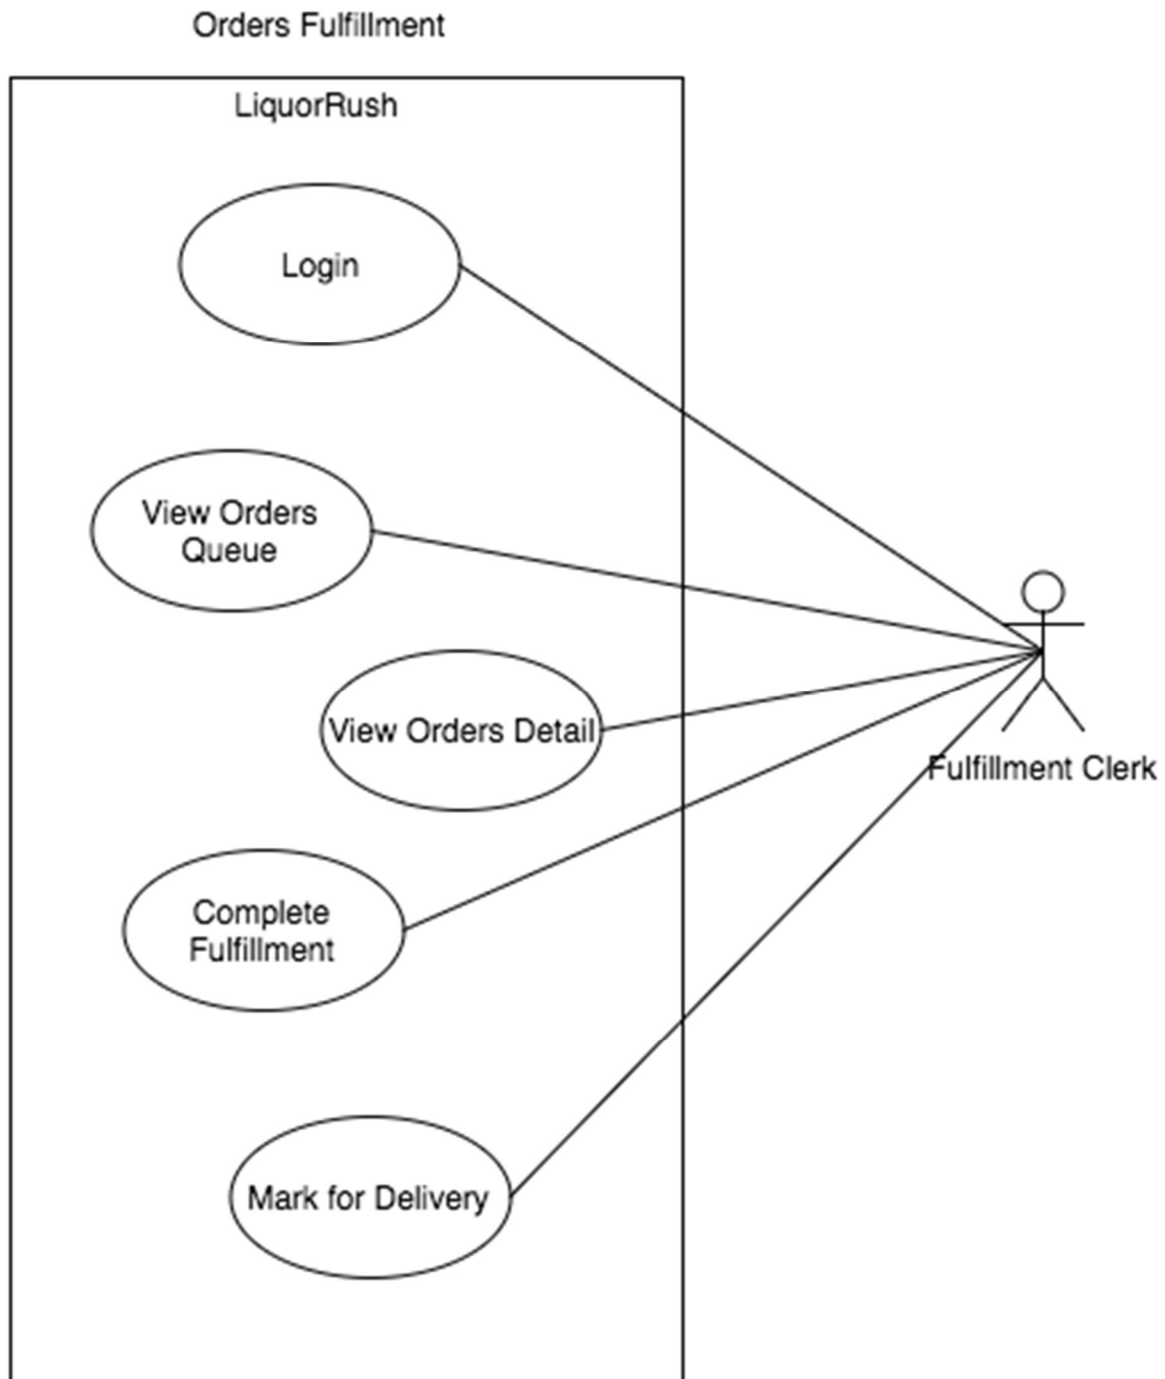 Orders Fulfillment
LiquorRush
Login
View Orders
Queue
View Orders Detail
Fulfillment Clerk
Complete
Fulfillment
Mark for Delivery